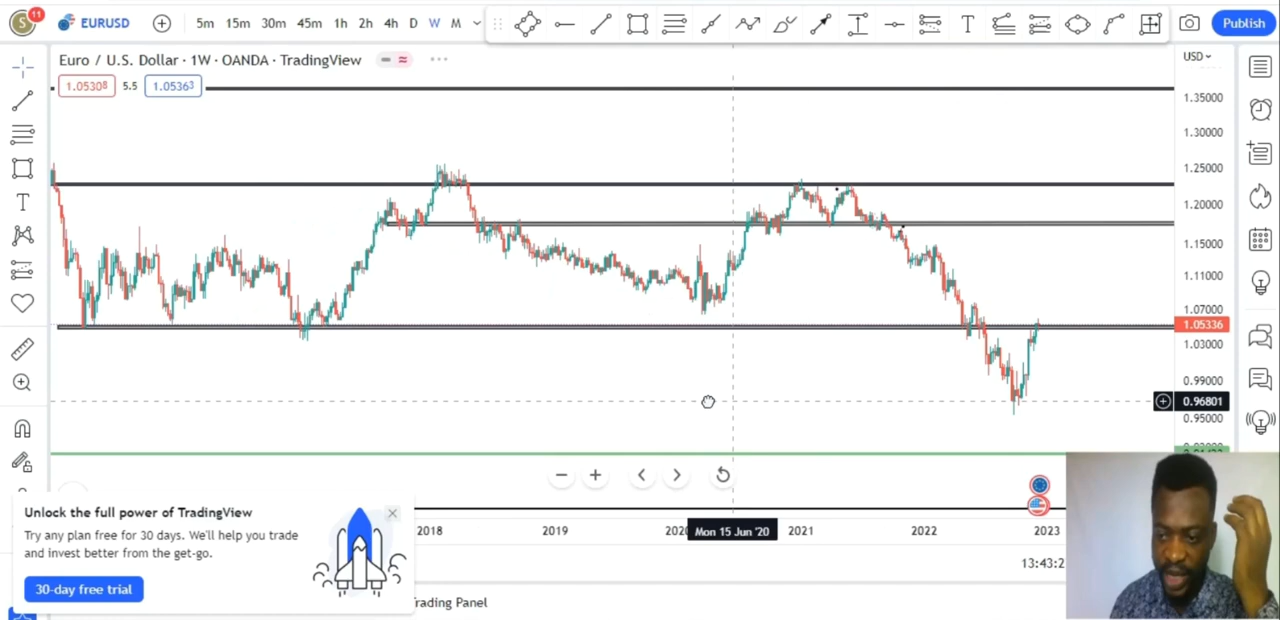 S 11 EURUSD 5m 15m 30m 45m 1h 2h 4h D W M T Publish
Euro / U.S. Dollar · 1W · OANDA · TradingView USD
1.05308 5.5 1.05363
1.35000
1.30000
1.25000
1.20000
1.15000
1.11000
1.07000
1.05336
1.03000
0.99000
0.96801
0.95000
T
Unlock the full power of TradingView
Try any plan free for 30 days. We'll help you trade
and invest better from the get-go.
30-day free trial
2018 2019 2020 Mon 15 Jun '20 2021 2022 2023
13:43:2
rading Panel